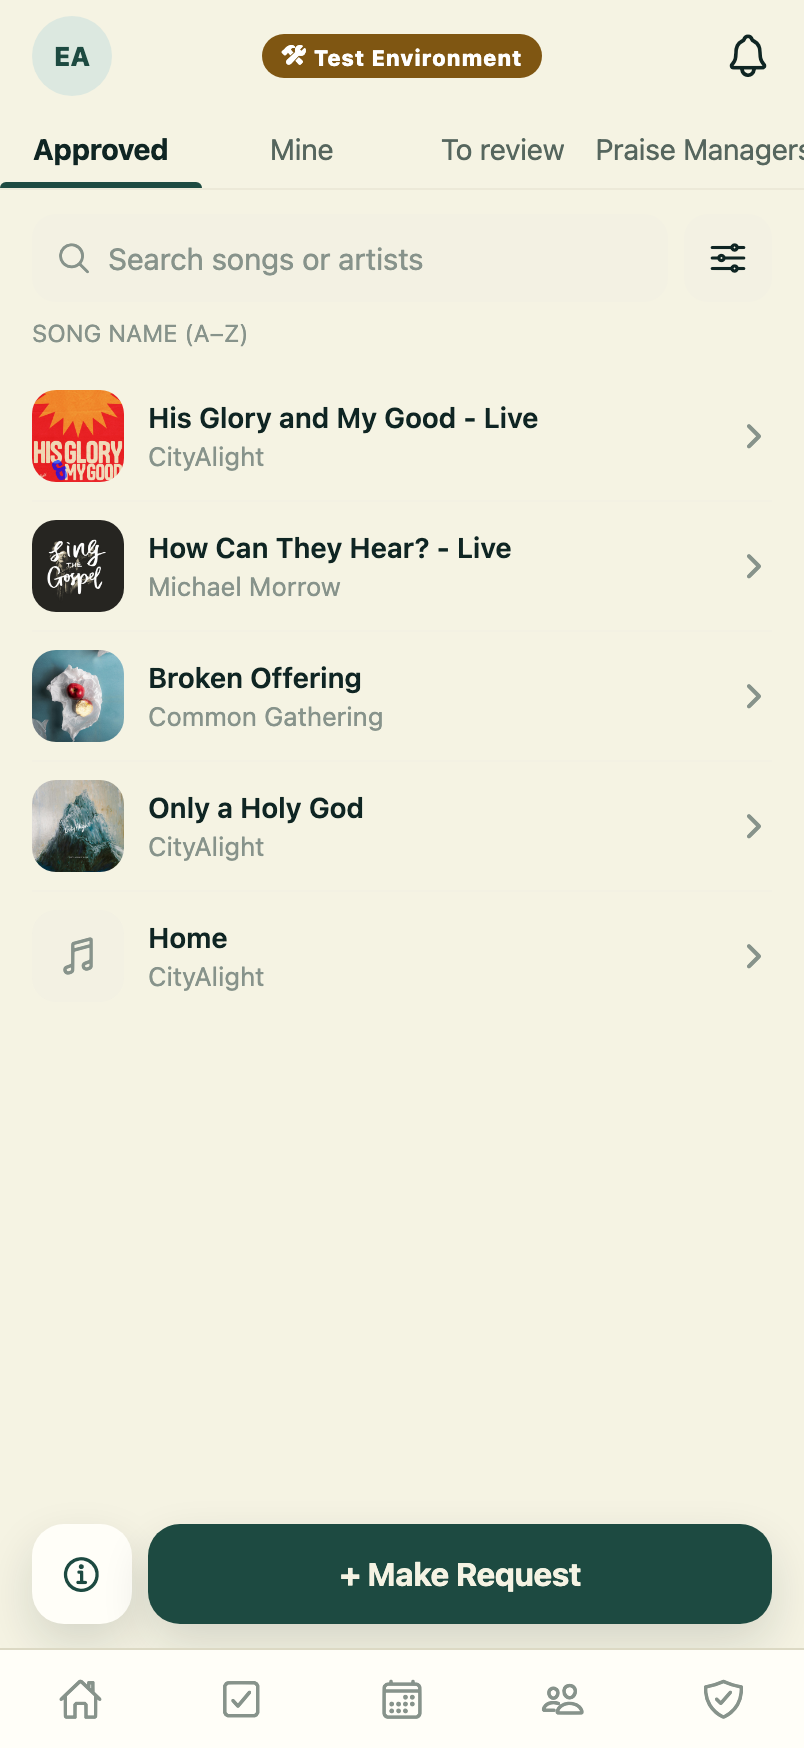 EA
Test Environment
Approved
Mine
To review
Praise Managers
Search songs or artists
SONG NAME (A–Z)
HIS GLORY
& MY GOOD
His Glory and My Good - Live
CityAlight
Sing
THE
Gospel
How Can They Hear? - Live
Michael Morrow
Broken Offering
Common Gathering
Only a Holy God
CityAlight
Home
CityAlight
+ Make Request